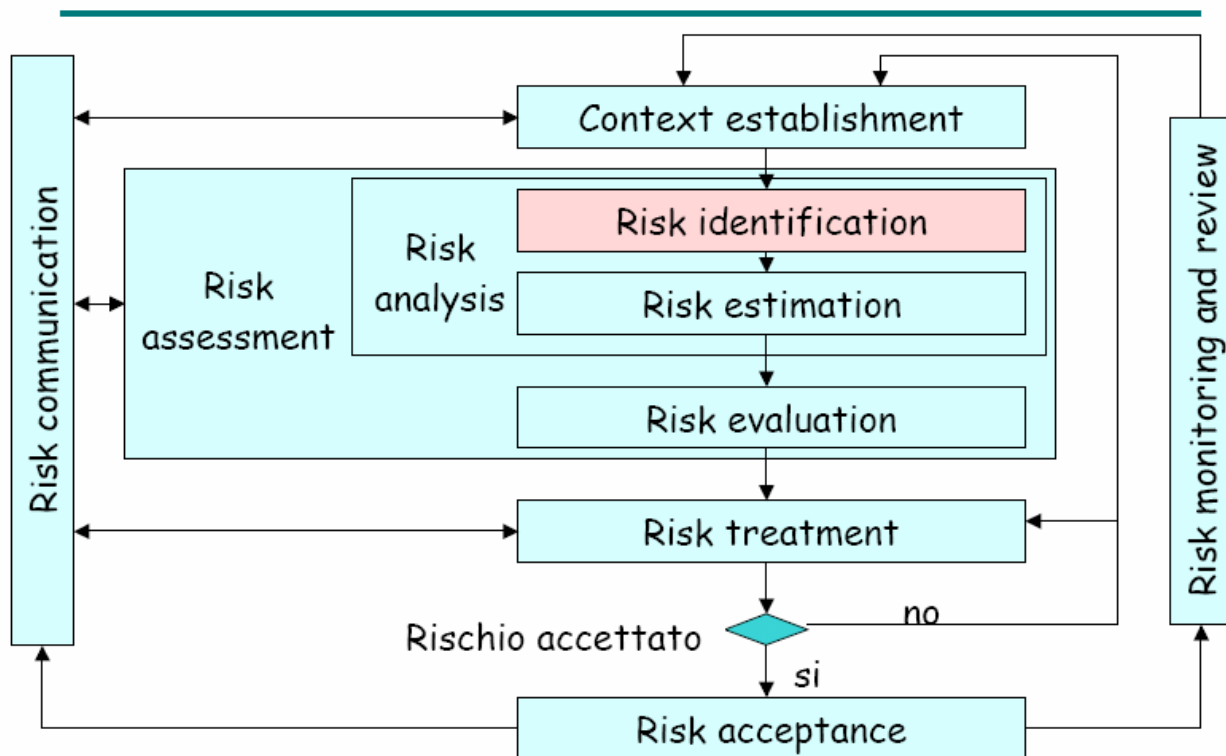 Context establishment
Risk communication
Risk monitoring and review
Risk
assessment
Risk
analysis
Risk identification
Risk estimation
Risk evaluation
Risk treatment
Rischio accettato
no
si
Risk acceptance